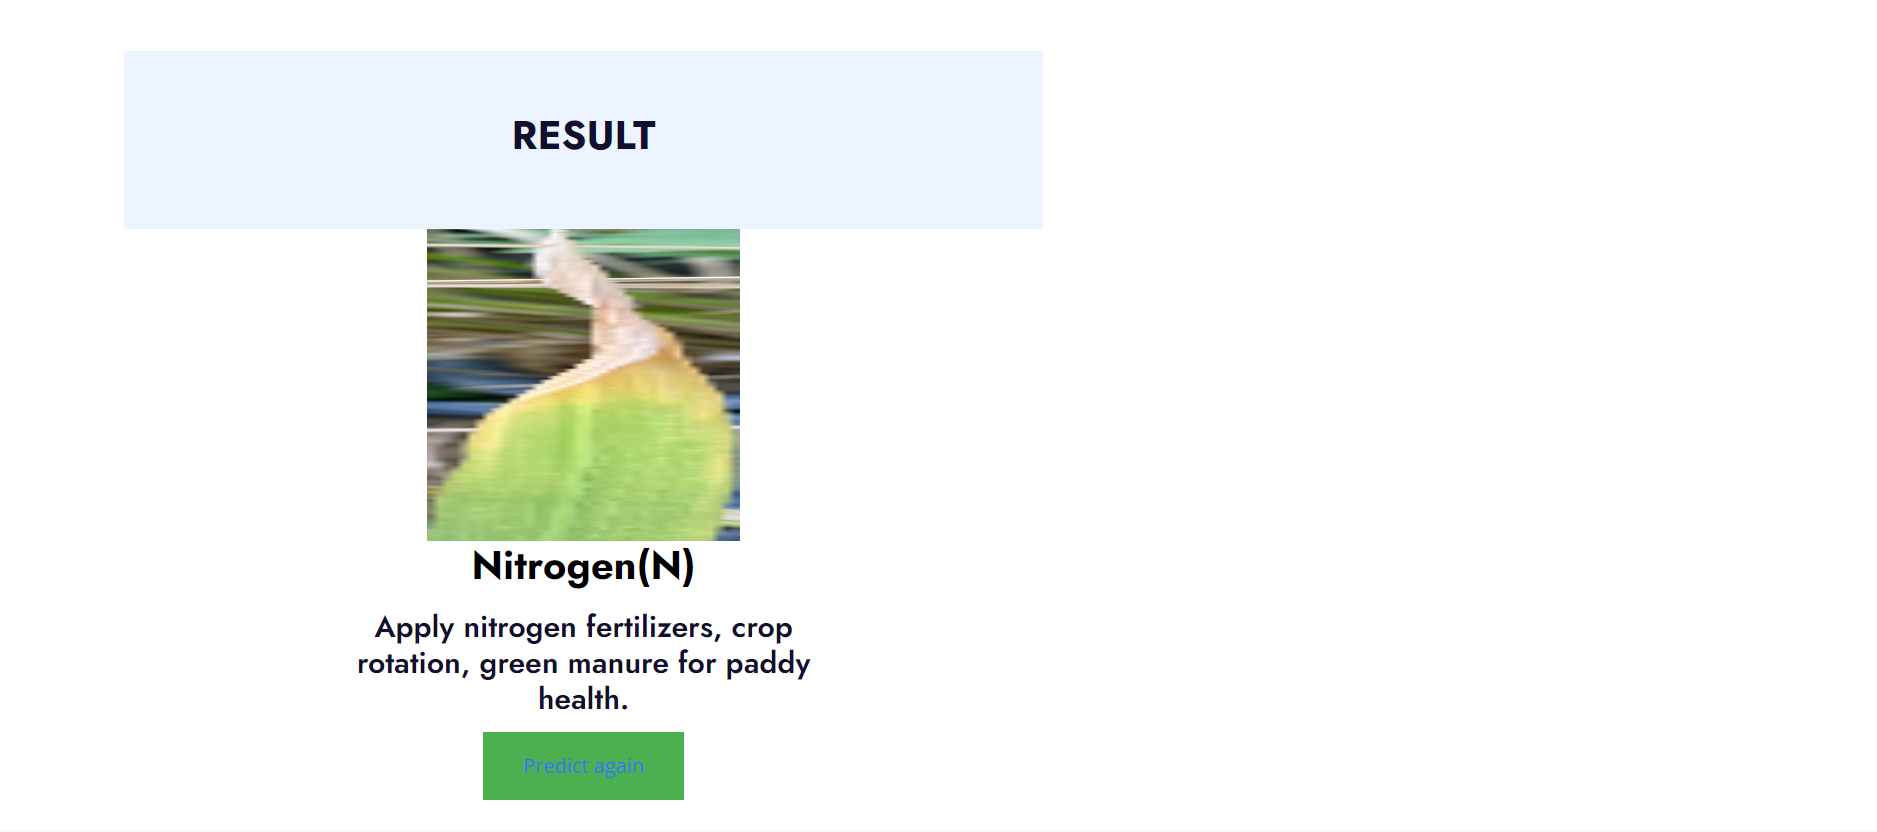 RESULT
Nitrogen(N)
Apply nitrogen fertilizers, crop
rotation, green manure for paddy
health.
Predict again